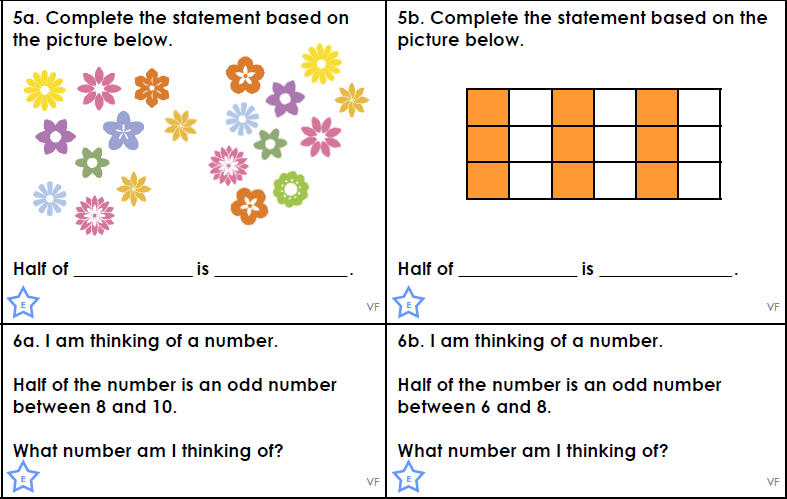 5a. Complete the statement based on
the picture below.
Half of ____________ is ______________.
E
VF
5b. Complete the statement based on the
picture below.
Half of ____________ is ______________.
E
VF
6a. I am thinking of a number.
Half of the number is an odd number
between 8 and 10.
What number am I thinking of?
E
VF
6b. I am thinking of a number.
Half of the number is an odd number
between 6 and 8.
What number am I thinking of?
E
VF